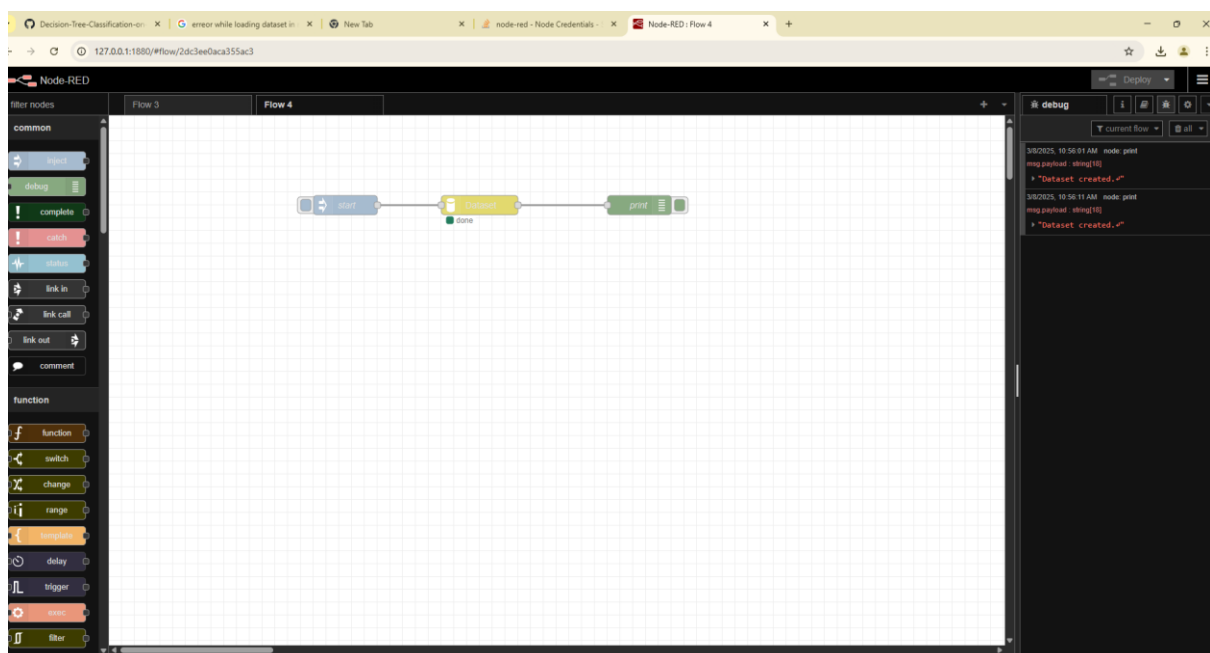 Decision-Tree-Classification-on- emreor while loading dataset in New Tab node-red - Node Credentials - Node-RED : Flow 4
127.0.0.1:1880/#flow/2dc3ee0aca355ac3
Node-RED Deploy
filter nodes Flow 3 Flow 4 debug
common current flow all
inject
debug
complete
catch
status
link in
link call
link out
comment
function
function
switch
change
range
template
delay
trigger
exec
filter
start Dataset print
done
3/8/2025, 10:56:01 AM node: print
msg.payload : string[18]
"Dataset created.↵"
3/8/2025, 10:56:11 AM node: print
msg.payload : string[18]
"Dataset created.↵"